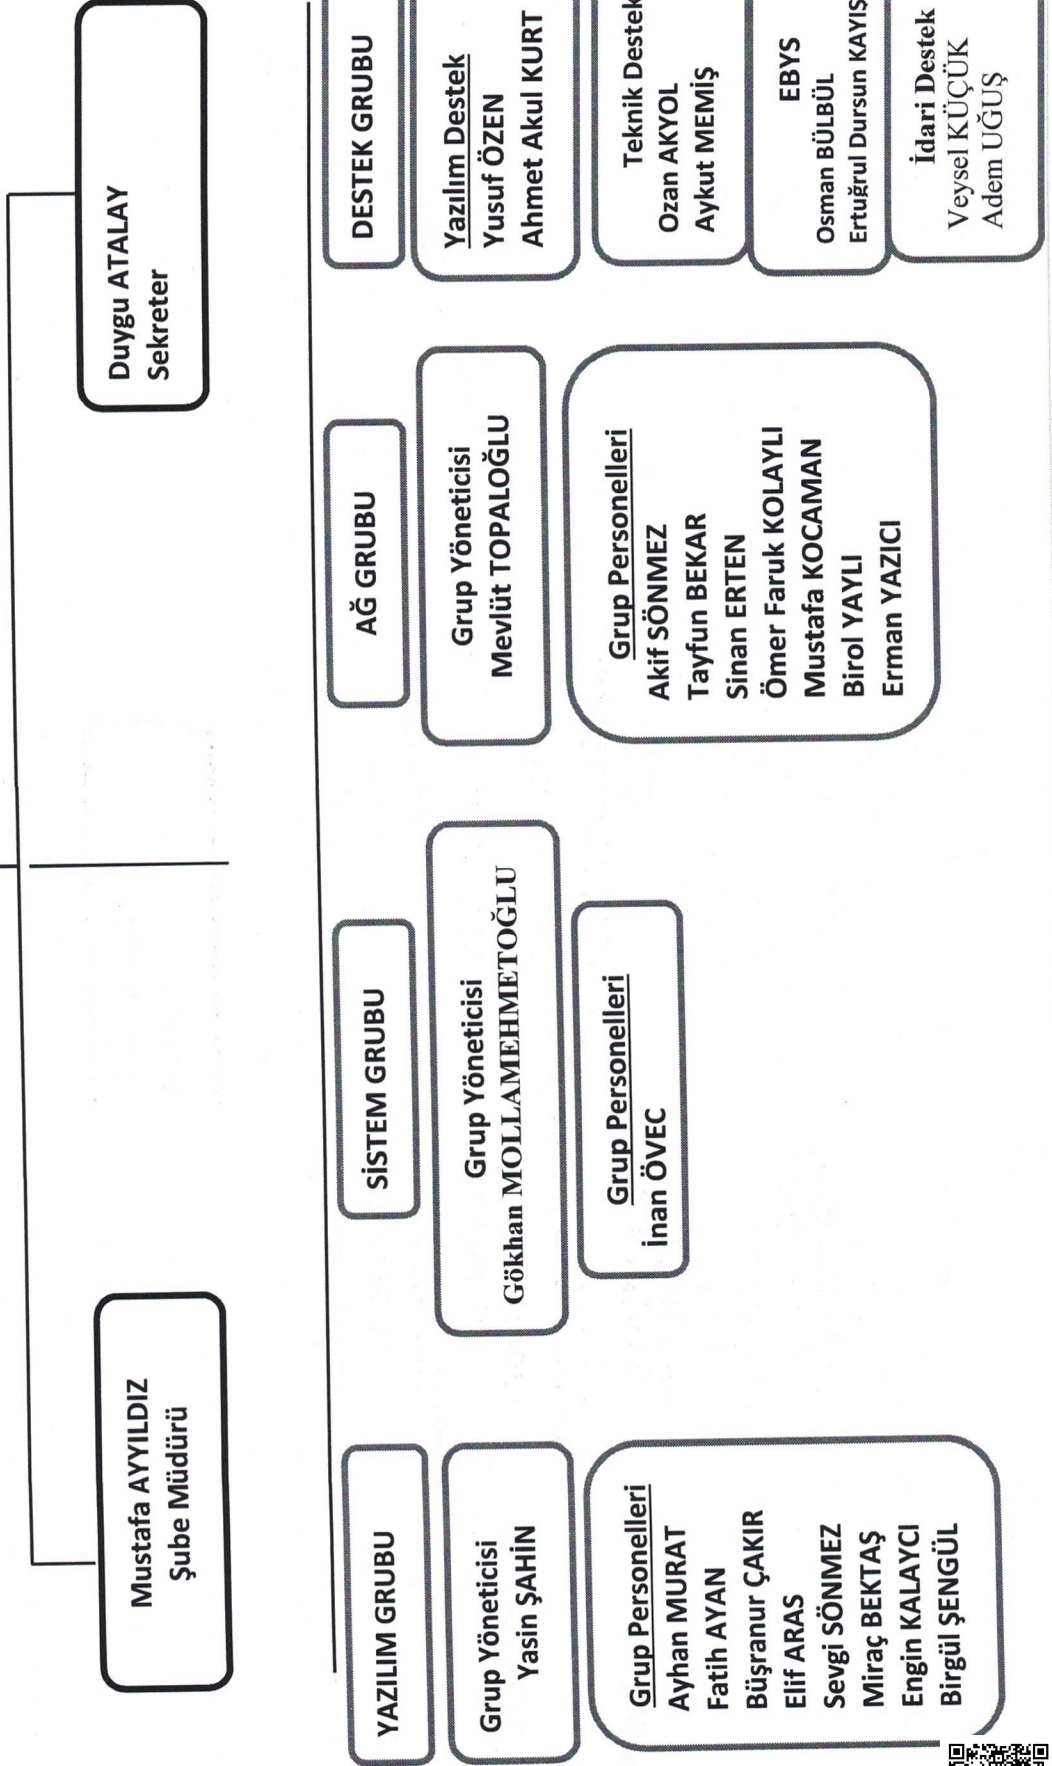 Mustafa AYYILDIZ
Şube Müdürü
Duygu ATALAY
Sekreter
YAZILIM GRUBU
Grup Yöneticisi
Yasin ŞAHİN
Grup Personelleri
Ayhan MURAT
Fatih AYAN
Büşranur ÇAKIR
Elif ARAS
Sevgi SÖNMEZ
Miraç BEKTAŞ
Engin KALAYCI
Birgül ŞENGÜL
SİSTEM GRUBU
Grup Yöneticisi
Gökhan MOLLAMEHMETOĞLU
Grup Personelleri
İnan ÖVEC
AĞ GRUBU
Grup Yöneticisi
Mevlüt TOPALOĞLU
Grup Personelleri
Akif SÖNMEZ
Tayfun BEKAR
Sinan ERTEN
Ömer Faruk KOLAYLI
Mustafa KOCAMAN
Birol YAYLI
Erman YAZICI
DESTEK GRUBU
Yazılım Destek
Yusuf ÖZEN
Ahmet Akul KURT
Teknik Destek
Ozan AKYOL
Aykut MEMİŞ
EBYS
Osman BÜLBÜL
Ertuğrul Dursun KAYIŞ
İdari Destek
Veysel KÜÇÜK
Adem UĞUŞ